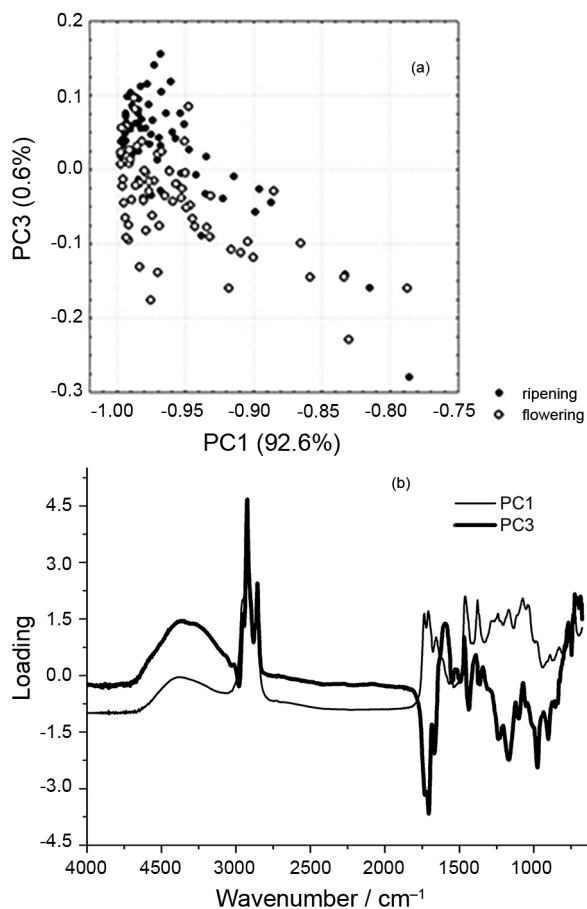 0.2
(a)
0.1
0.0
-0.1
-0.2
-0.3
PC3 (0.6%)
-1.00 -0.95 -0.90 -0.85 -0.80 -0.75
PC1 (92.6%)
ripening
flowering
(b)
PC1
PC3
4.5
3.0
1.5
0.0
-1.5
-3.0
-4.5
Loading
4000 3500 3000 2500 2000 1500 1000
Wavenumber / cm⁻¹